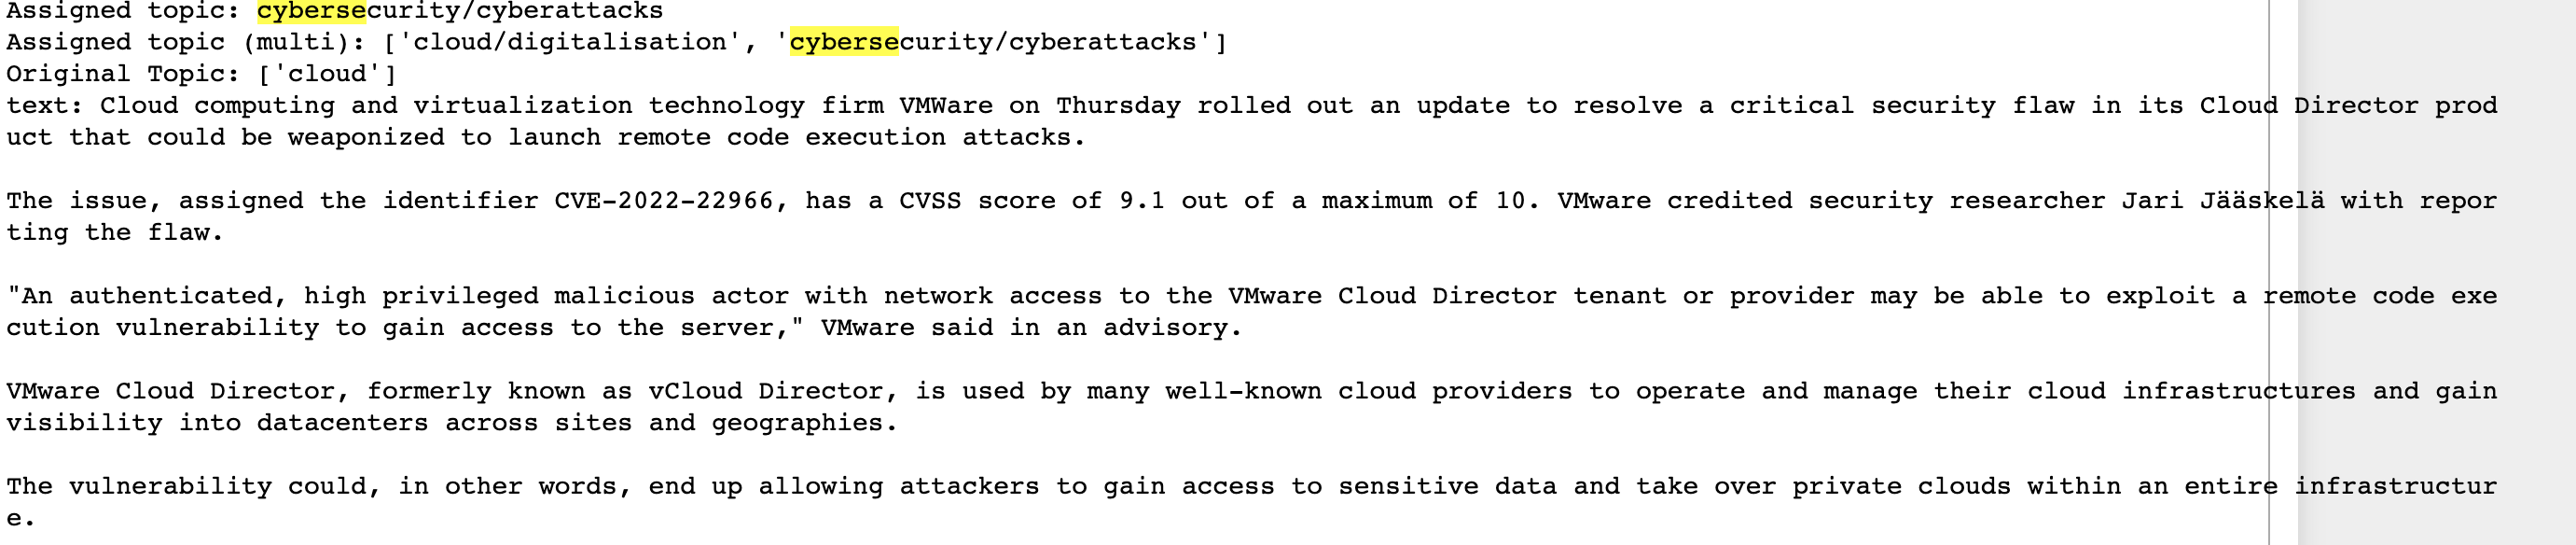 Assigned topic: cybersecurity/cyberattacks
Assigned topic (multi): ['cloud/digitalisation', 'cybersecurity/cyberattacks']
Original Topic: ['cloud']
text: Cloud computing and virtualization technology firm VMWare on Thursday rolled out an update to resolve a critical security flaw in its Cloud Director prod
uct that could be weaponized to launch remote code execution attacks.
The issue, assigned the identifier CVE-2022-22966, has a CVSS score of 9.1 out of a maximum of 10. VMware credited security researcher Jari Jääskelä with repor
ting the flaw.
"An authenticated, high privileged malicious actor with network access to the VMware Cloud Director tenant or provider may be able to exploit a remote code exe
cution vulnerability to gain access to the server," VMware said in an advisory.
VMware Cloud Director, formerly known as vCloud Director, is used by many well-known cloud providers to operate and manage their cloud infrastructures and gain
visibility into datacenters across sites and geographies.
The vulnerability could, in other words, end up allowing attackers to gain access to sensitive data and take over private clouds within an entire infrastructur
e.